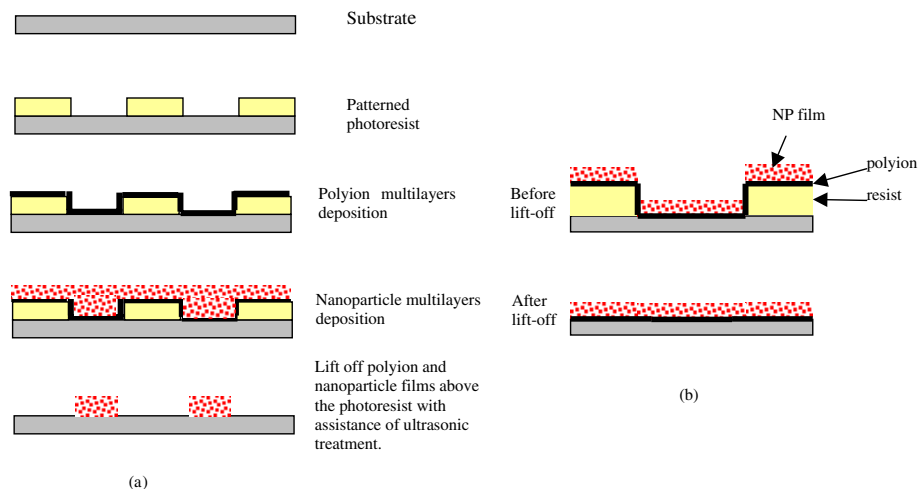 Substrate
Patterned
photoresist
Polyion multilayers
deposition
Nanoparticle multilayers
deposition
Lift off polyion and
nanoparticle films above
the photoresist with
assistance of ultrasonic
treatment.
(a)
NP film
polyion
resist
Before
lift-off
After
lift-off
(b)